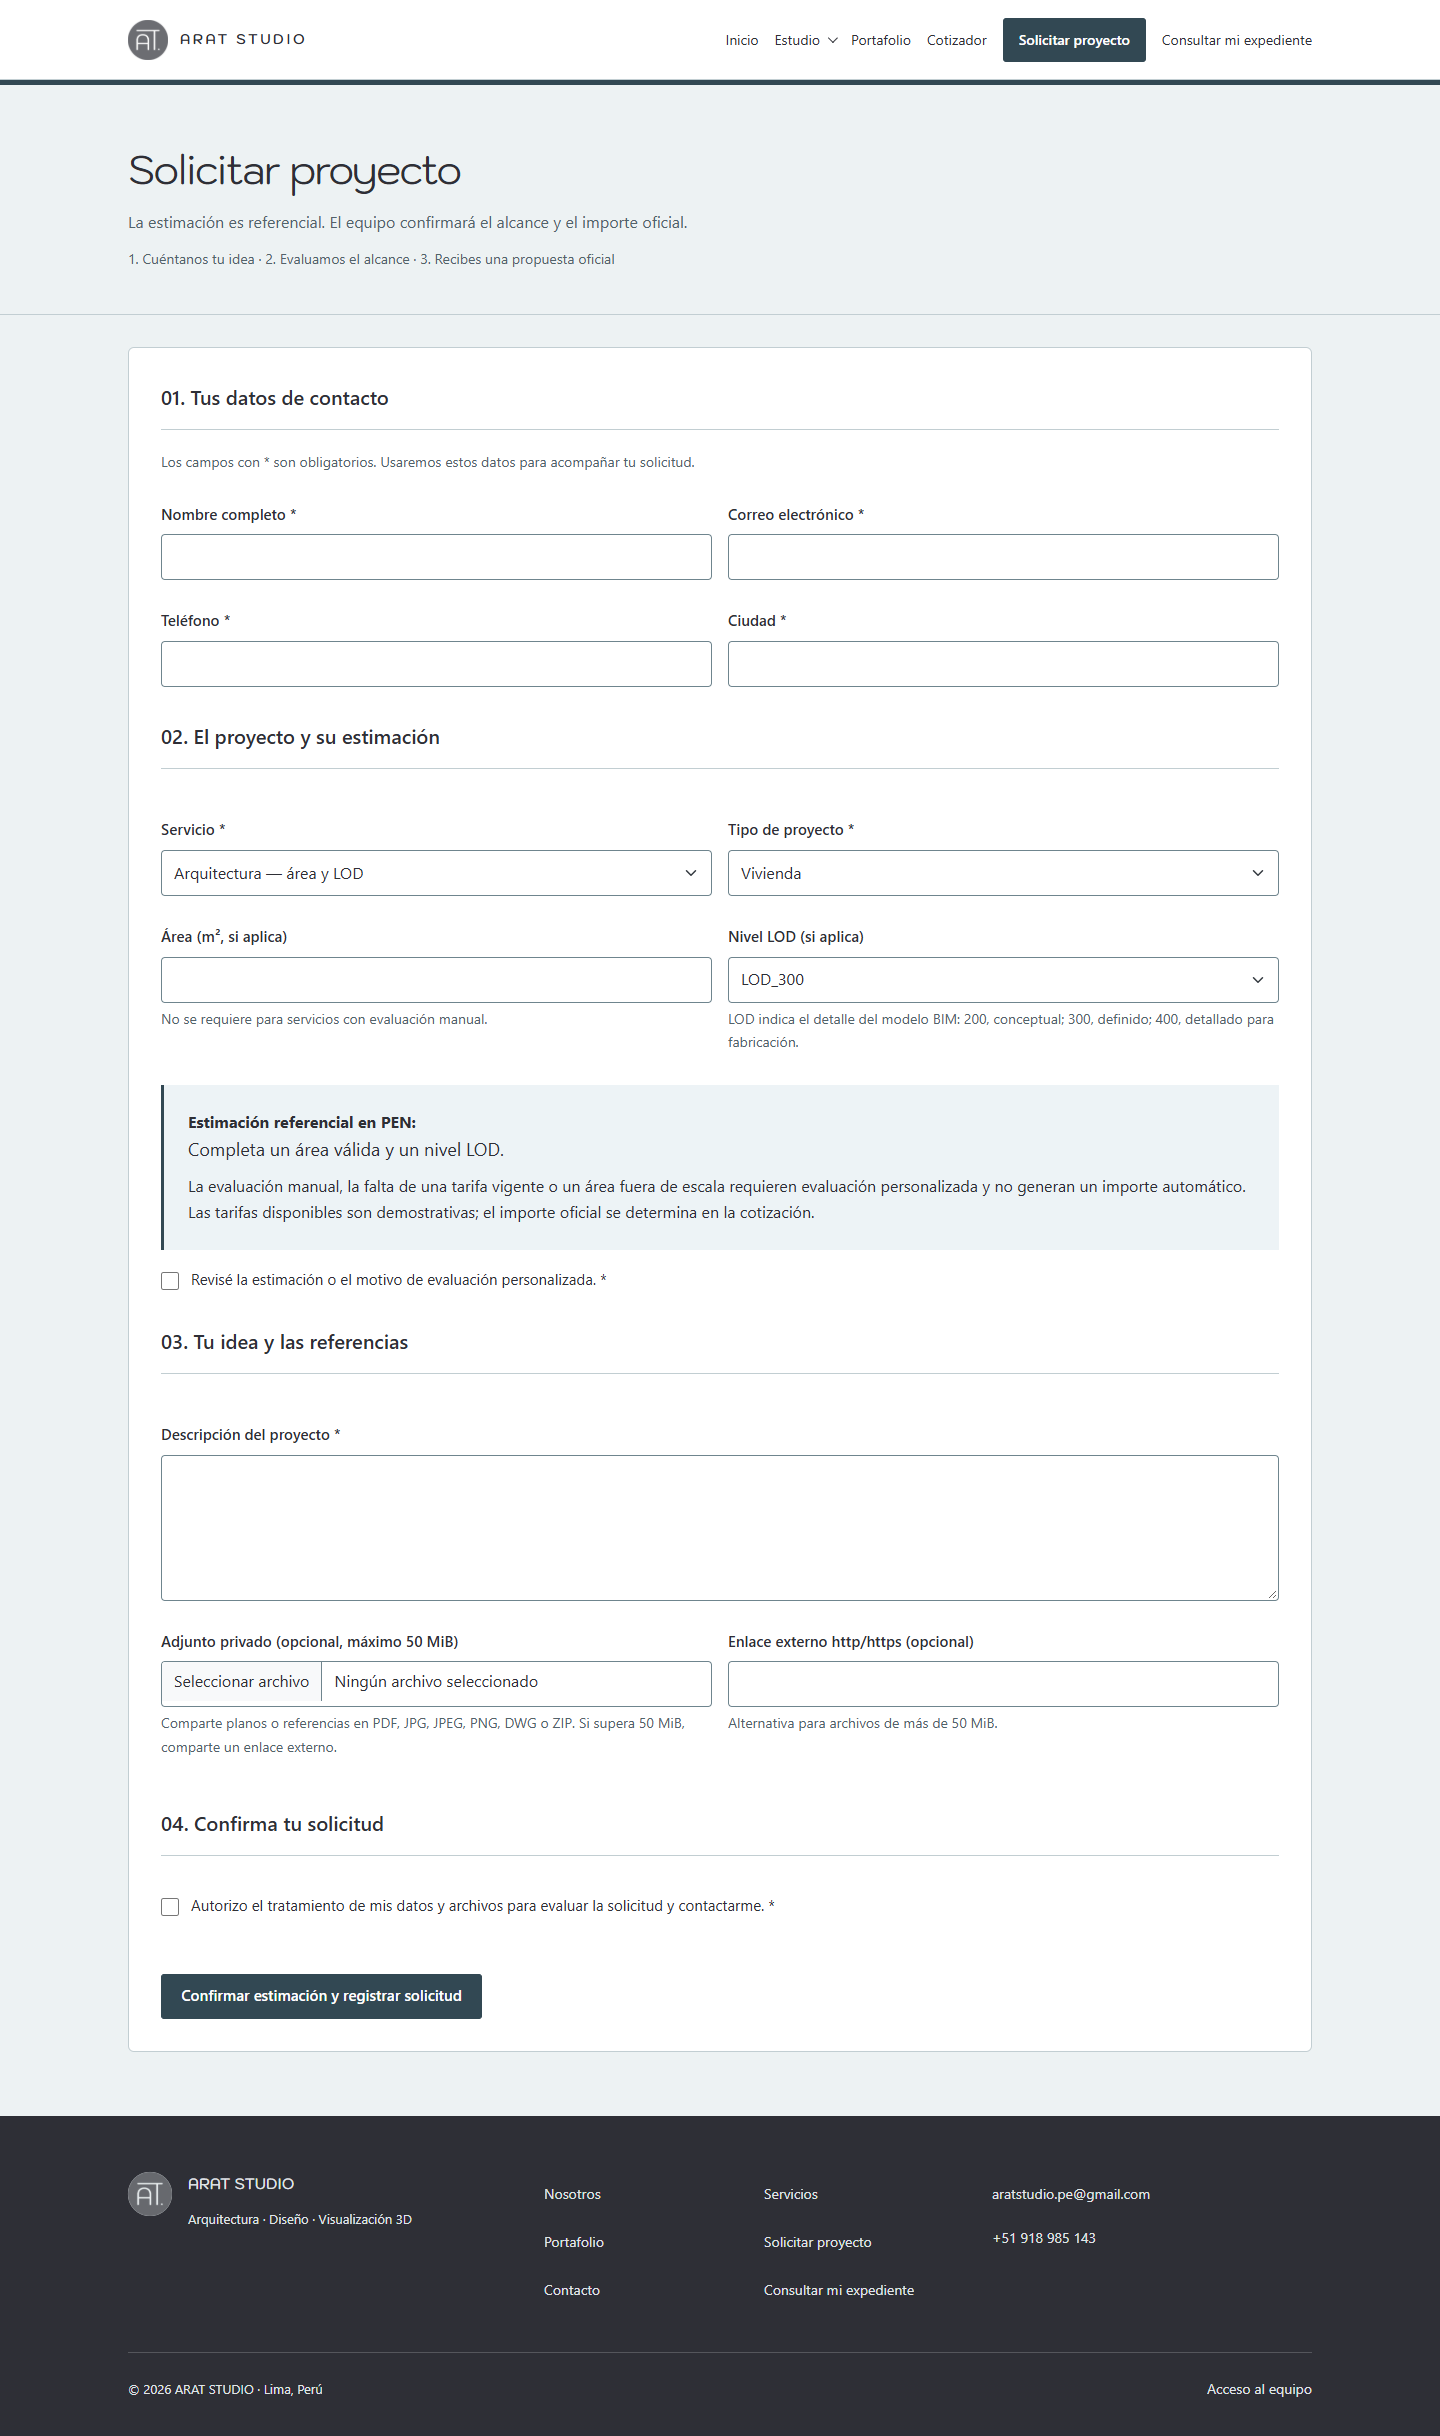 AT.
ARAT STUDIO
Inicio
Estudio
Portafolio
Cotizador
Solicitar proyecto
Consultar mi expediente
Solicitar proyecto
La estimación es referencial. El equipo confirmará el alcance y el importe oficial.
1. Cuéntanos tu idea · 2. Evaluamos el alcance · 3. Recibes una propuesta oficial
01. Tus datos de contacto
Los campos con * son obligatorios. Usaremos estos datos para acompañar tu solicitud.
Nombre completo *
Correo electrónico *
Teléfono *
Ciudad *
02. El proyecto y su estimación
Servicio *
Tipo de proyecto *
Arquitectura — área y LOD
Vivienda
Área (m², si aplica)
Nivel LOD (si aplica)
LOD_300
No se requiere para servicios con evaluación manual.
LOD indica el detalle del modelo BIM: 200, conceptual; 300, definido; 400, detallado para
fabricación.
Estimación referencial en PEN:
Completa un área válida y un nivel LOD.
La evaluación manual, la falta de una tarifa vigente o un área fuera de escala requieren evaluación personalizada y no generan un importe automático.
Las tarifas disponibles son demostrativas; el importe oficial se determina en la cotización.
Revisé la estimación o el motivo de evaluación personalizada. *
03. Tu idea y las referencias
Descripción del proyecto *
Adjunto privado (opcional, máximo 50 MiB)
Enlace externo http/https (opcional)
Seleccionar archivo
Ningún archivo seleccionado
Comparte planos o referencias en PDF, JPG, JPEG, PNG, DWG o ZIP. Si supera 50 MiB,
comparte un enlace externo.
Alternativa para archivos de más de 50 MiB.
04. Confirma tu solicitud
Autorizo el tratamiento de mis datos y archivos para evaluar la solicitud y contactarme. *
Confirmar estimación y registrar solicitud
AT.
ARAT STUDIO
Arquitectura · Diseño · Visualización 3D
Nosotros
Portafolio
Contacto
Servicios
Solicitar proyecto
Consultar mi expediente
aratstudio.pe@gmail.com
+51 918 985 143
© 2026 ARAT STUDIO · Lima, Perú
Acceso al equipo